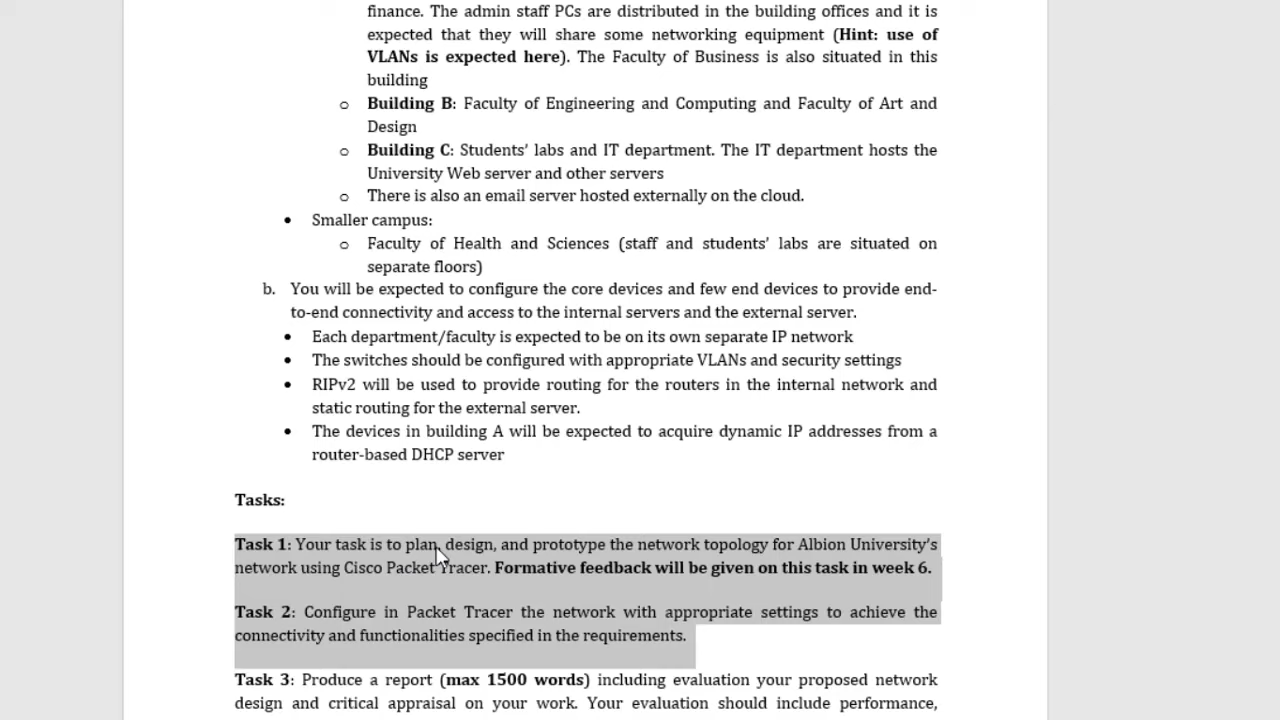 finance. The admin staff PCs are distributed in the building offices and it is
expected that they will share some networking equipment (Hint: use of
VLANs is expected here). The Faculty of Business is also situated in this
building
o Building B: Faculty of Engineering and Computing and Faculty of Art and
Design
o Building C: Students' labs and IT department. The IT department hosts the
University Web server and other servers
o There is also an email server hosted externally on the cloud.
• Smaller campus:
o Faculty of Health and Sciences (staff and students' labs are situated on
separate floors)
b. You will be expected to configure the core devices and few end devices to provide end-
to-end connectivity and access to the internal servers and the external server.
• Each department/faculty is expected to be on its own separate IP network
• The switches should be configured with appropriate VLANs and security settings
• RIPv2 will be used to provide routing for the routers in the internal network and
static routing for the external server.
• The devices in building A will be expected to acquire dynamic IP addresses from a
router-based DHCP server
Tasks:
Task 1: Your task is to plan, design, and prototype the network topology for Albion University's
network using Cisco Packet Tracer. Formative feedback will be given on this task in week 6.
Task 2: Configure in Packet Tracer the network with appropriate settings to achieve the
connectivity and functionalities specified in the requirements.
Task 3: Produce a report (max 1500 words) including evaluation your proposed network
design and critical appraisal on your work. Your evaluation should include performance,